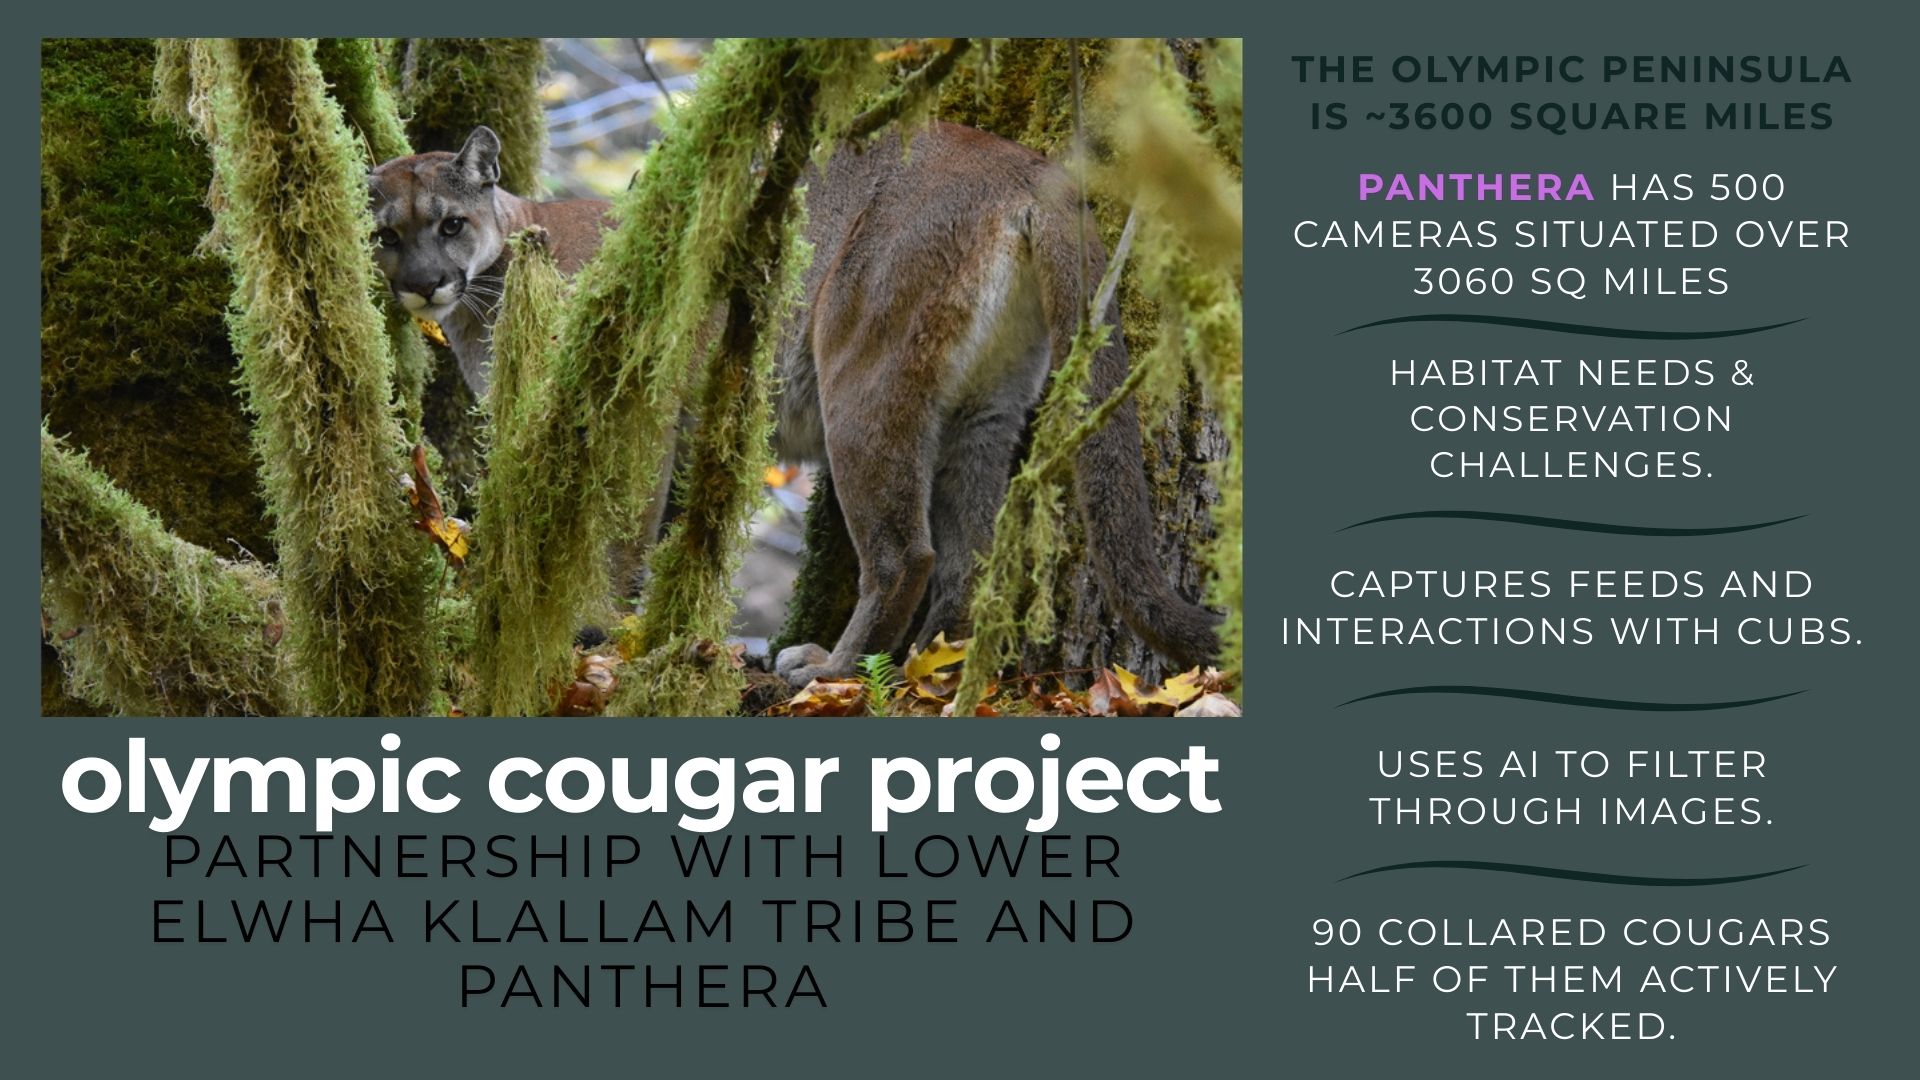 olympic cougar project
PARTNERSHIP WITH LOWER
ELWHA KLALLAM TRIBE AND
PANTHERA
THE OLYMPIC PENINSULA
IS ~3600 SQUARE MILES
PANTHERA HAS 500
CAMERAS SITUATED OVER
3060 SQ MILES
HABITAT NEEDS &
CONSERVATION
CHALLENGES.
CAPTURES FEEDS AND
INTERACTIONS WITH CUBS.
USES AI TO FILTER
THROUGH IMAGES.
90 COLLARED COUGARS
HALF OF THEM ACTIVELY
TRACKED.